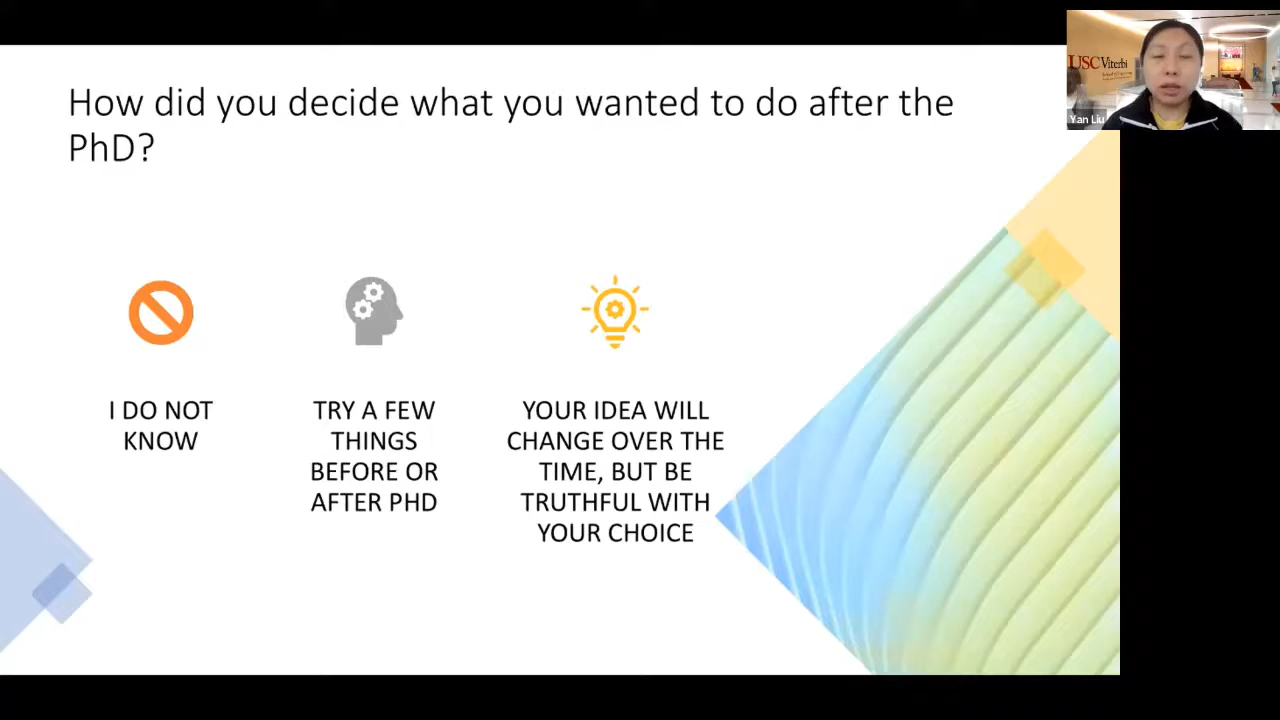 How did you decide what you wanted to do after the
PhD?
I DO NOT
KNOW
TRY A FEW
THINGS
BEFORE OR
AFTER PHD
YOUR IDEA WILL
CHANGE OVER THE
TIME, BUT BE
TRUTHFUL WITH
YOUR CHOICE
USC Viterbi
Yan Liu